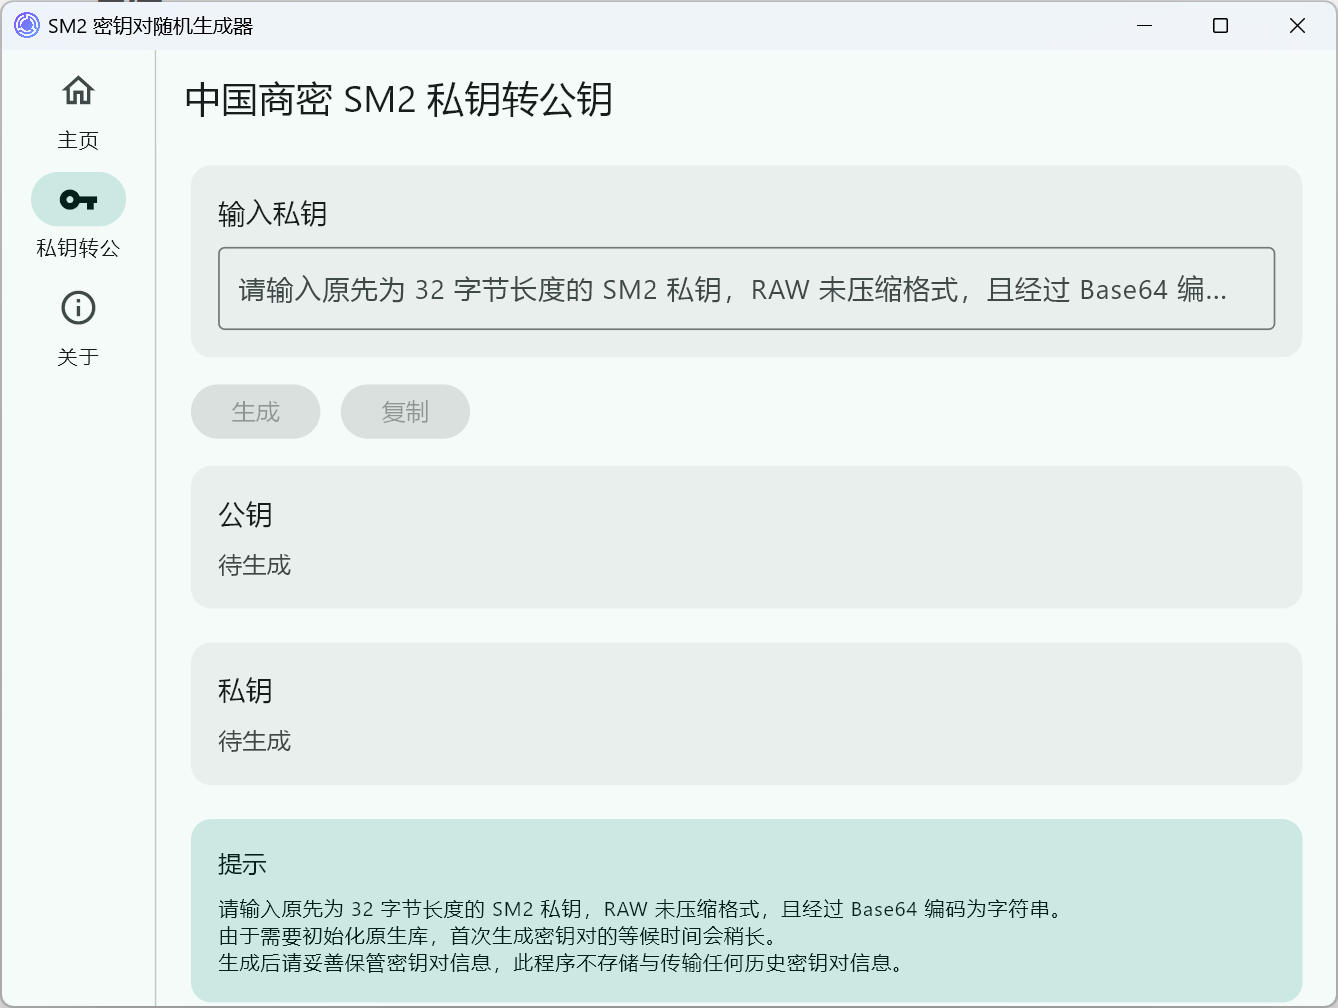 SM2 密钥对随机生成器
主页
私钥转公
关于
中国商密 SM2 私钥转公钥
输入私钥
请输入原先为 32 字节长度的 SM2 私钥，RAW 未压缩格式，且经过 Base64 编...
生成
复制
公钥
待生成
私钥
待生成
提示
请输入原先为 32 字节长度的 SM2 私钥，RAW 未压缩格式，且经过 Base64 编码为字符串。
由于需要初始化原生库，首次生成密钥对的等候时间会稍长。
生成后请妥善保管密钥对信息，此程序不存储与传输任何历史密钥对信息。